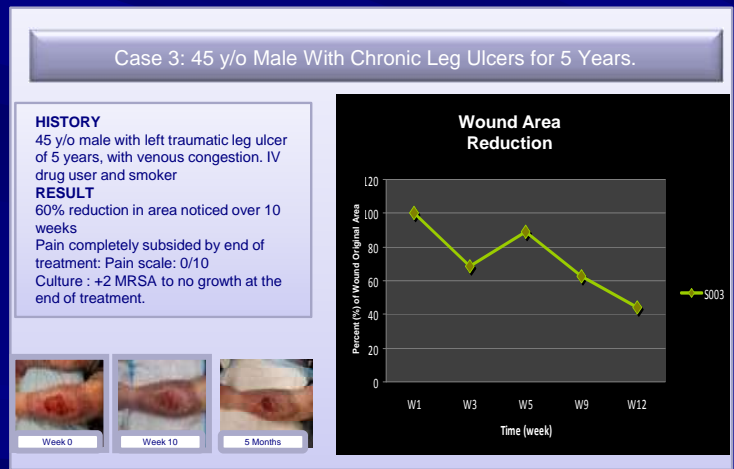 Case 3: 45 y/o Male With Chronic Leg Ulcers for 5 Years.
HISTORY
45 y/o male with left traumatic leg ulcer
of 5 years, with venous congestion. IV
drug user and smoker
RESULT
60% reduction in area noticed over 10
weeks
Pain completely subsided by end of
treatment: Pain scale: 0/10
Culture : +2 MRSA to no growth at the
end of treatment.
Week 0
Week 10
5 Months
Wound Area
Reduction
Percent (%) of Wound Original Area
120
100
80
60
40
20
0
W1
W3
W5
W9
W12
Time (week)
S003